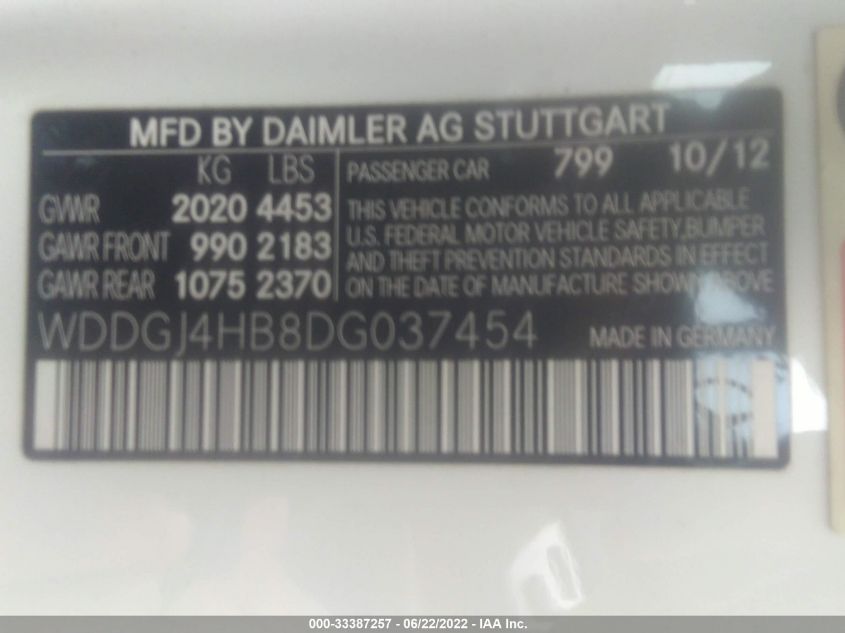 MFD BY DAIMLER AG STUTTGART
KG LBS
GVWR 2020 4453
GAWR FRONT 990 2183
GAWR REAR 1075 2370
PASSENGER CAR 799 10/12
THIS VEHICLE CONFORMS TO ALL APPLICABLE
U.S. FEDERAL MOTOR VEHICLE SAFETY,BUMPER
AND THEFT PREVENTION STANDARDS IN EFFECT
ON THE DATE OF MANUFACTURE SHOWN ABOVE
WDDGJ4HB8DG037454 MADE IN GERMANY
000-33387257 - 06/22/2022 - IAA Inc.